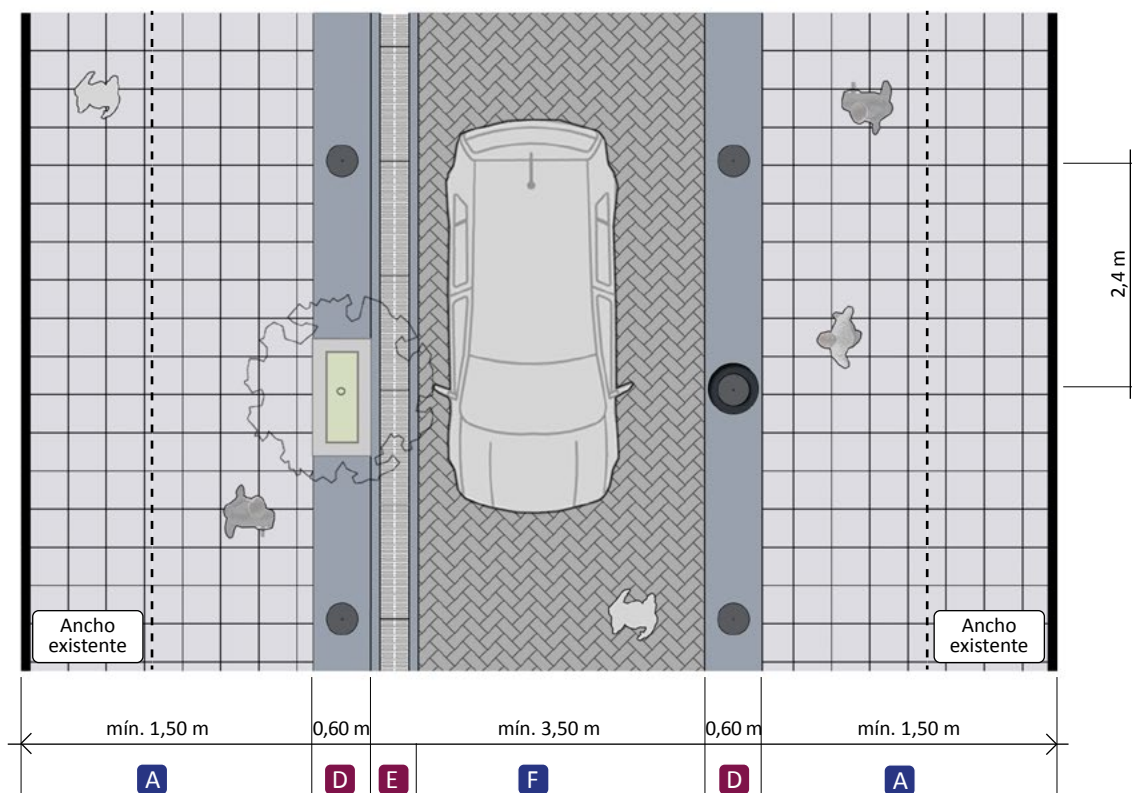 2,4 m
Ancho
existente
Ancho
existente
mín. 1,50 m 0,60 m mín. 3,50 m 0,60 m mín. 1,50 m
A D E F D A